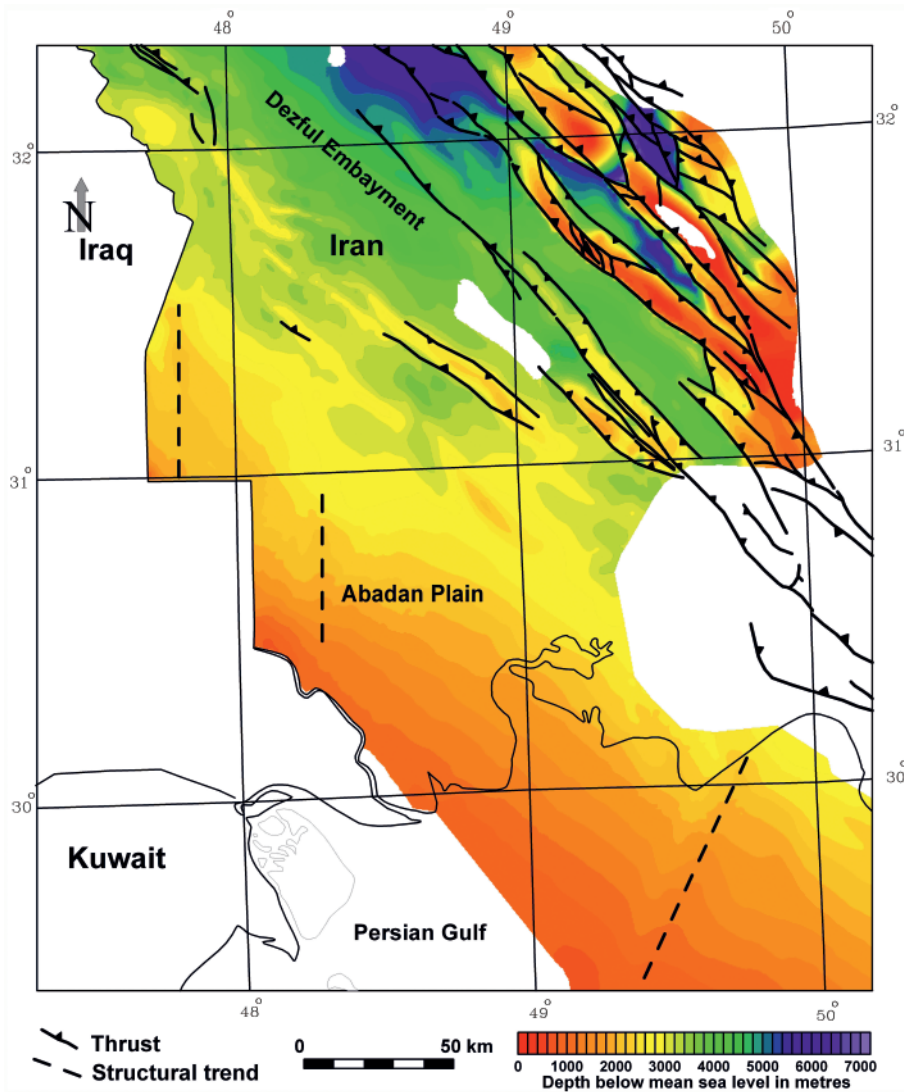 48° 49° 50°
32° 32°
Dezful Embayment
N
Iraq
Iran
31° 31°
Abadan Plain
30° 30°
Kuwait
Persian Gulf
48° 49° 50°
Thrust
Structural trend
0 50 km
0 1000 2000 3000 4000 5000 6000 7000
Depth below mean sea level in metres